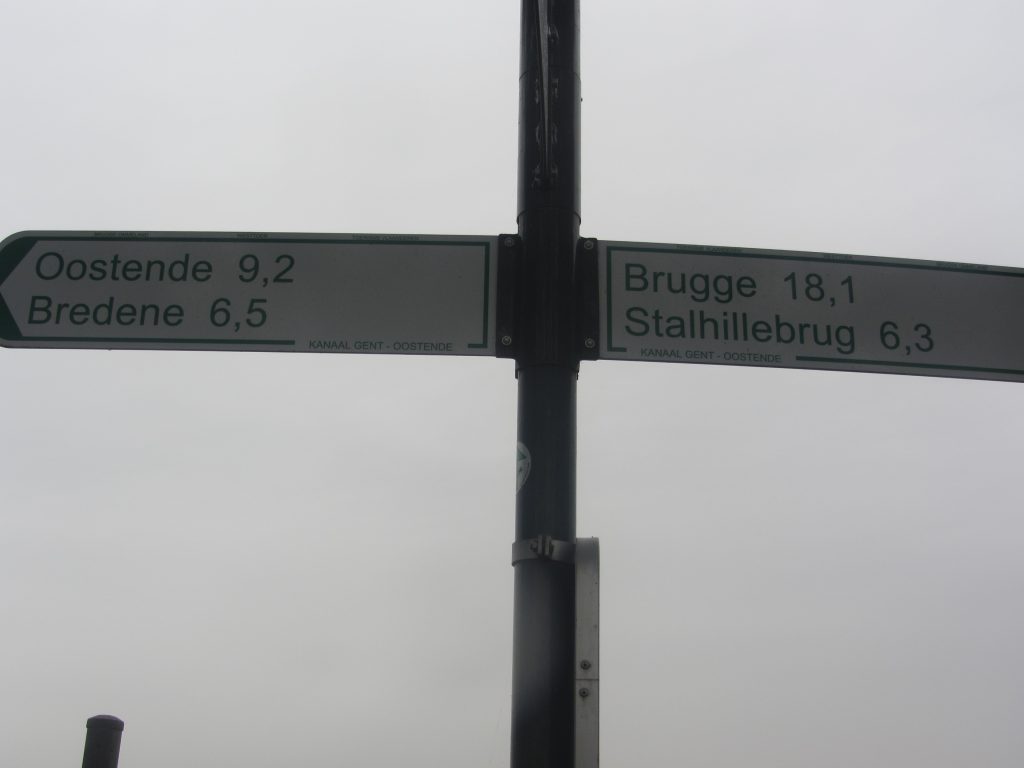 Oostende 9,2
Bredene 6,5
KANAAL GENT - OOSTENDE
Brugge 18,1
Stalhillebrug 6,3
KANAAL GENT - OOSTENDE